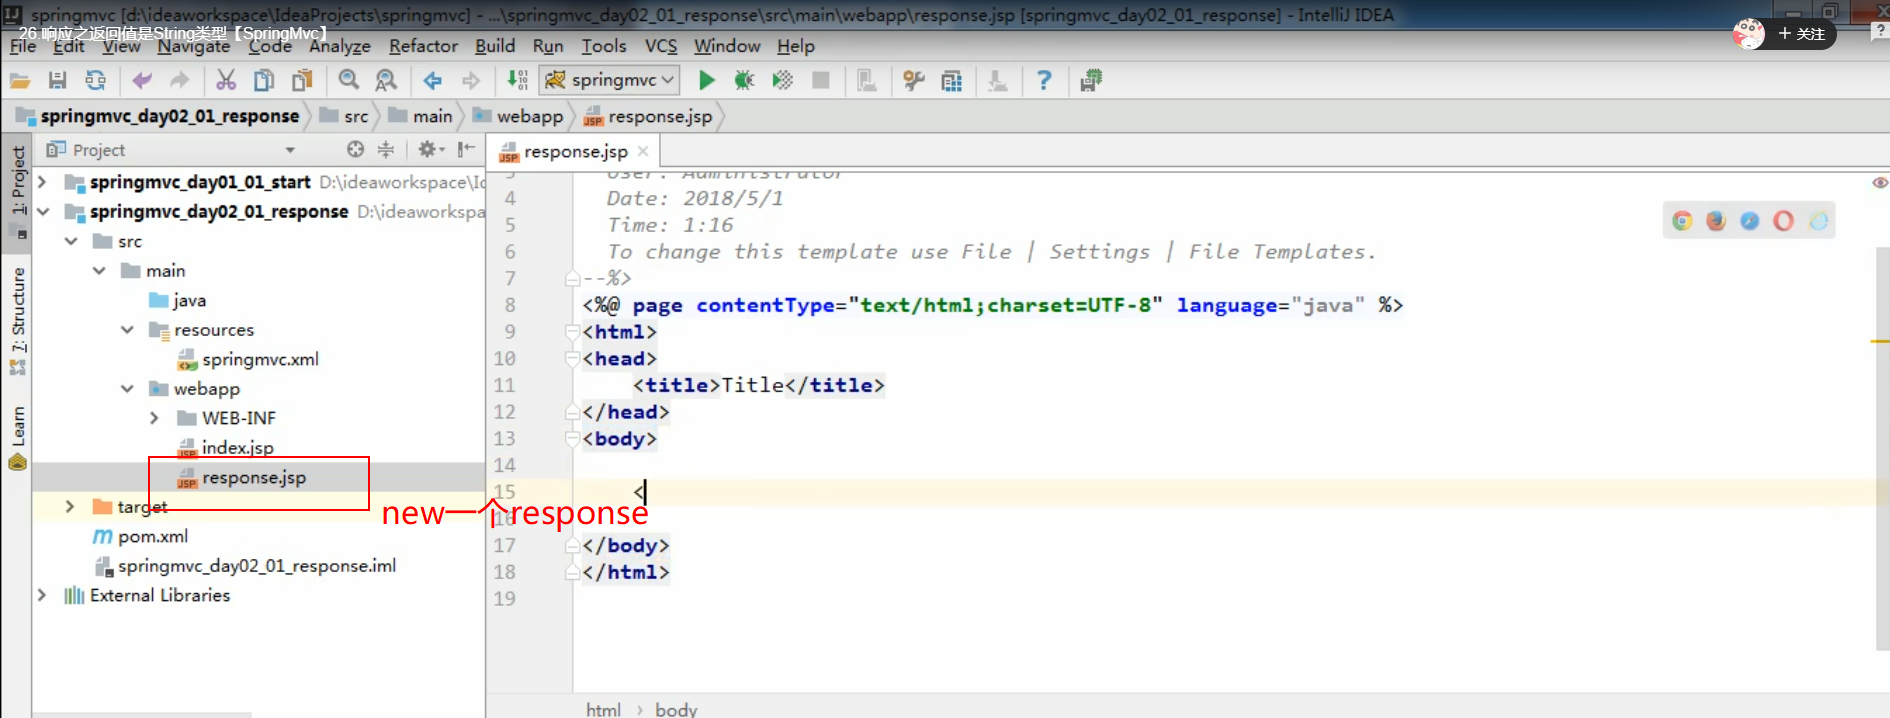 springmvc [d:\ideaworkspace\IdeaProjects\springmvc] - ...\springmvc_day02_01_response\src\main\webapp\response.jsp [springmvc_day02_01_response] - IntelliJ IDEA
26.响应之返回值是String类型【SpringMvc】
+ 关注
File Edit View Navigate Code Analyze Refactor Build Run Tools VCS Window Help
springmvc
springmvc_day02_01_response src main webapp response.jsp
Project
response.jsp
1: Project
7: Structure
Learn
springmvc_day01_01_start D:\ideaworkspace\Ic
springmvc_day02_01_response D:\ideaworkspa
src
main
java
resources
springmvc.xml
webapp
WEB-INF
index.jsp
response.jsp
target
pom.xml
springmvc_day02_01_response.iml
External Libraries
new一个response
3 User: Administrator
4 Date: 2018/5/1
5 Time: 1:16
6 To change this template use File | Settings | File Templates.
7 --%>
8 <%@ page contentType="text/html;charset=UTF-8" language="java" %>
9 <html>
10 <head>
11 <title>Title</title>
12 </head>
13 <body>
14
15 <
16
17 </body>
18 </html>
19
html › body